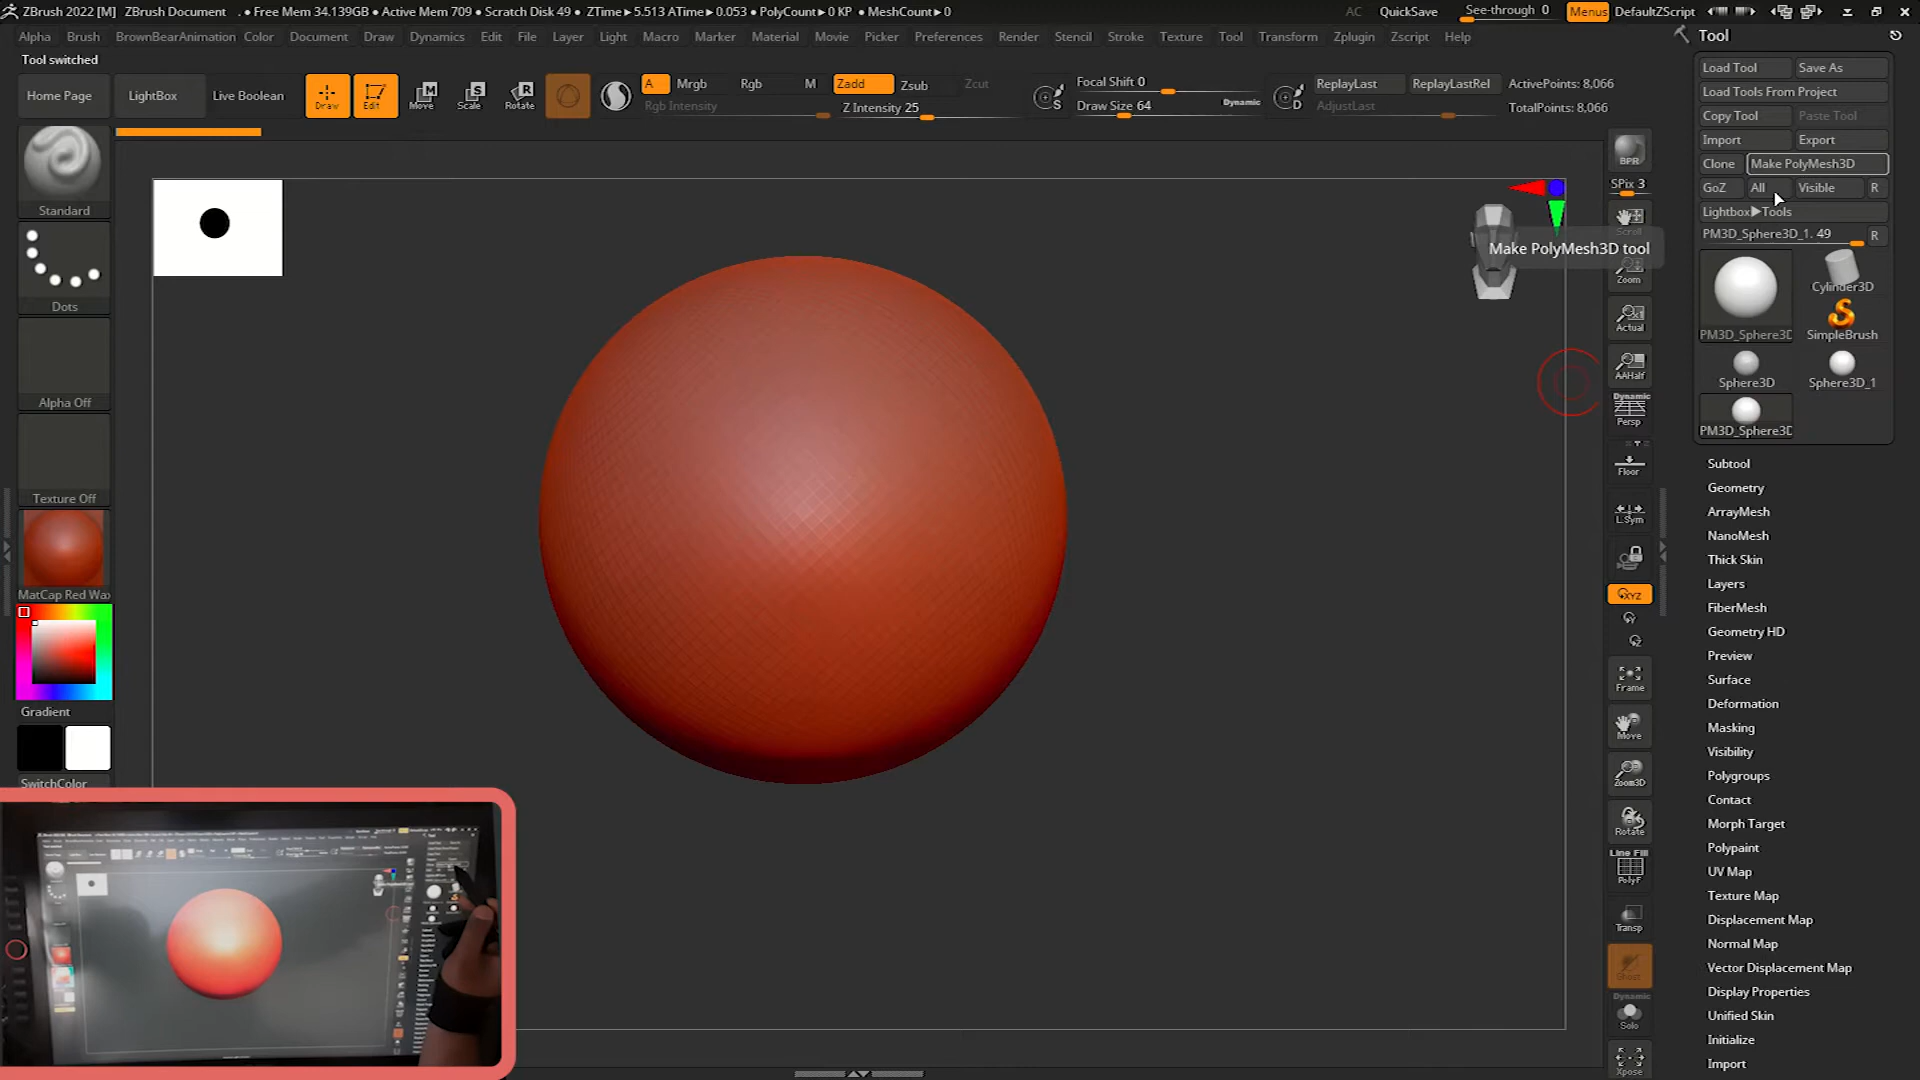 ZBrush 2022 [M] ZBrush Document . • Free Mem 34.139GB • Active Mem 709 • Scratch Disk 49 • ZTime▸5.513 ATime▸0.053 • PolyCount▸0 KP • MeshCount▸0 AC QuickSave See-through 0 Menus DefaultZScript
Alpha Brush BrownBearAnimation Color Document Draw Dynamics Edit File Layer Light Macro Marker Material Movie Picker Preferences Render Stencil Stroke Texture Tool Transform Zplugin Zscript Help
Tool switched
Home Page LightBox Live Boolean
Draw Edit Move Scale Rotate
A Mrgb Rgb M
Rgb Intensity
Zadd Zsub Zcut
Z Intensity 25
S
Focal Shift 0
Draw Size 64 Dynamic
D
ReplayLast ReplayLastRel
AdjustLast
ActivePoints: 8,066
TotalPoints: 8,066
Standard
Dots
Alpha Off
Texture Off
MatCap Red Wax
Gradient
SwitchColor
BPR
SPix 3
Scroll
Zoom
Actual
AAHalf
Dynamic
Persp
Floor
L.Sym
XYZ
Frame
Move
Zoom3D
Rotate
Line Fill
PolyF
Transp
Ghost
Dynamic
Solo
Xpose
Make PolyMesh3D tool
Tool
Load Tool Save As
Load Tools From Project
Copy Tool Paste Tool
Import Export
Clone Make PolyMesh3D
GoZ All Visible R
Lightbox▸Tools
PM3D_Sphere3D_1. 49 R
PM3D_Sphere3D
Cylinder3D
SimpleBrush
Sphere3D Sphere3D_1
PM3D_Sphere3D
Subtool
Geometry
ArrayMesh
NanoMesh
Thick Skin
Layers
FiberMesh
Geometry HD
Preview
Surface
Deformation
Masking
Visibility
Polygroups
Contact
Morph Target
Polypaint
UV Map
Texture Map
Displacement Map
Normal Map
Vector Displacement Map
Display Properties
Unified Skin
Initialize
Import